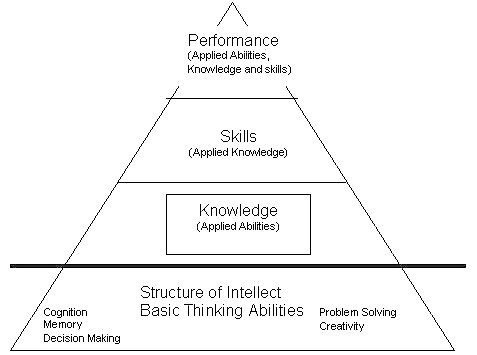 Performance
(Applied Abilities,
Knowledge and skills)
Skills
(Applied Knowledge)
Knowledge
(Applied Abilities)
Structure of Intellect
Basic Thinking Abilities
Cognition
Memory
Decision Making
Problem Solving
Creativity